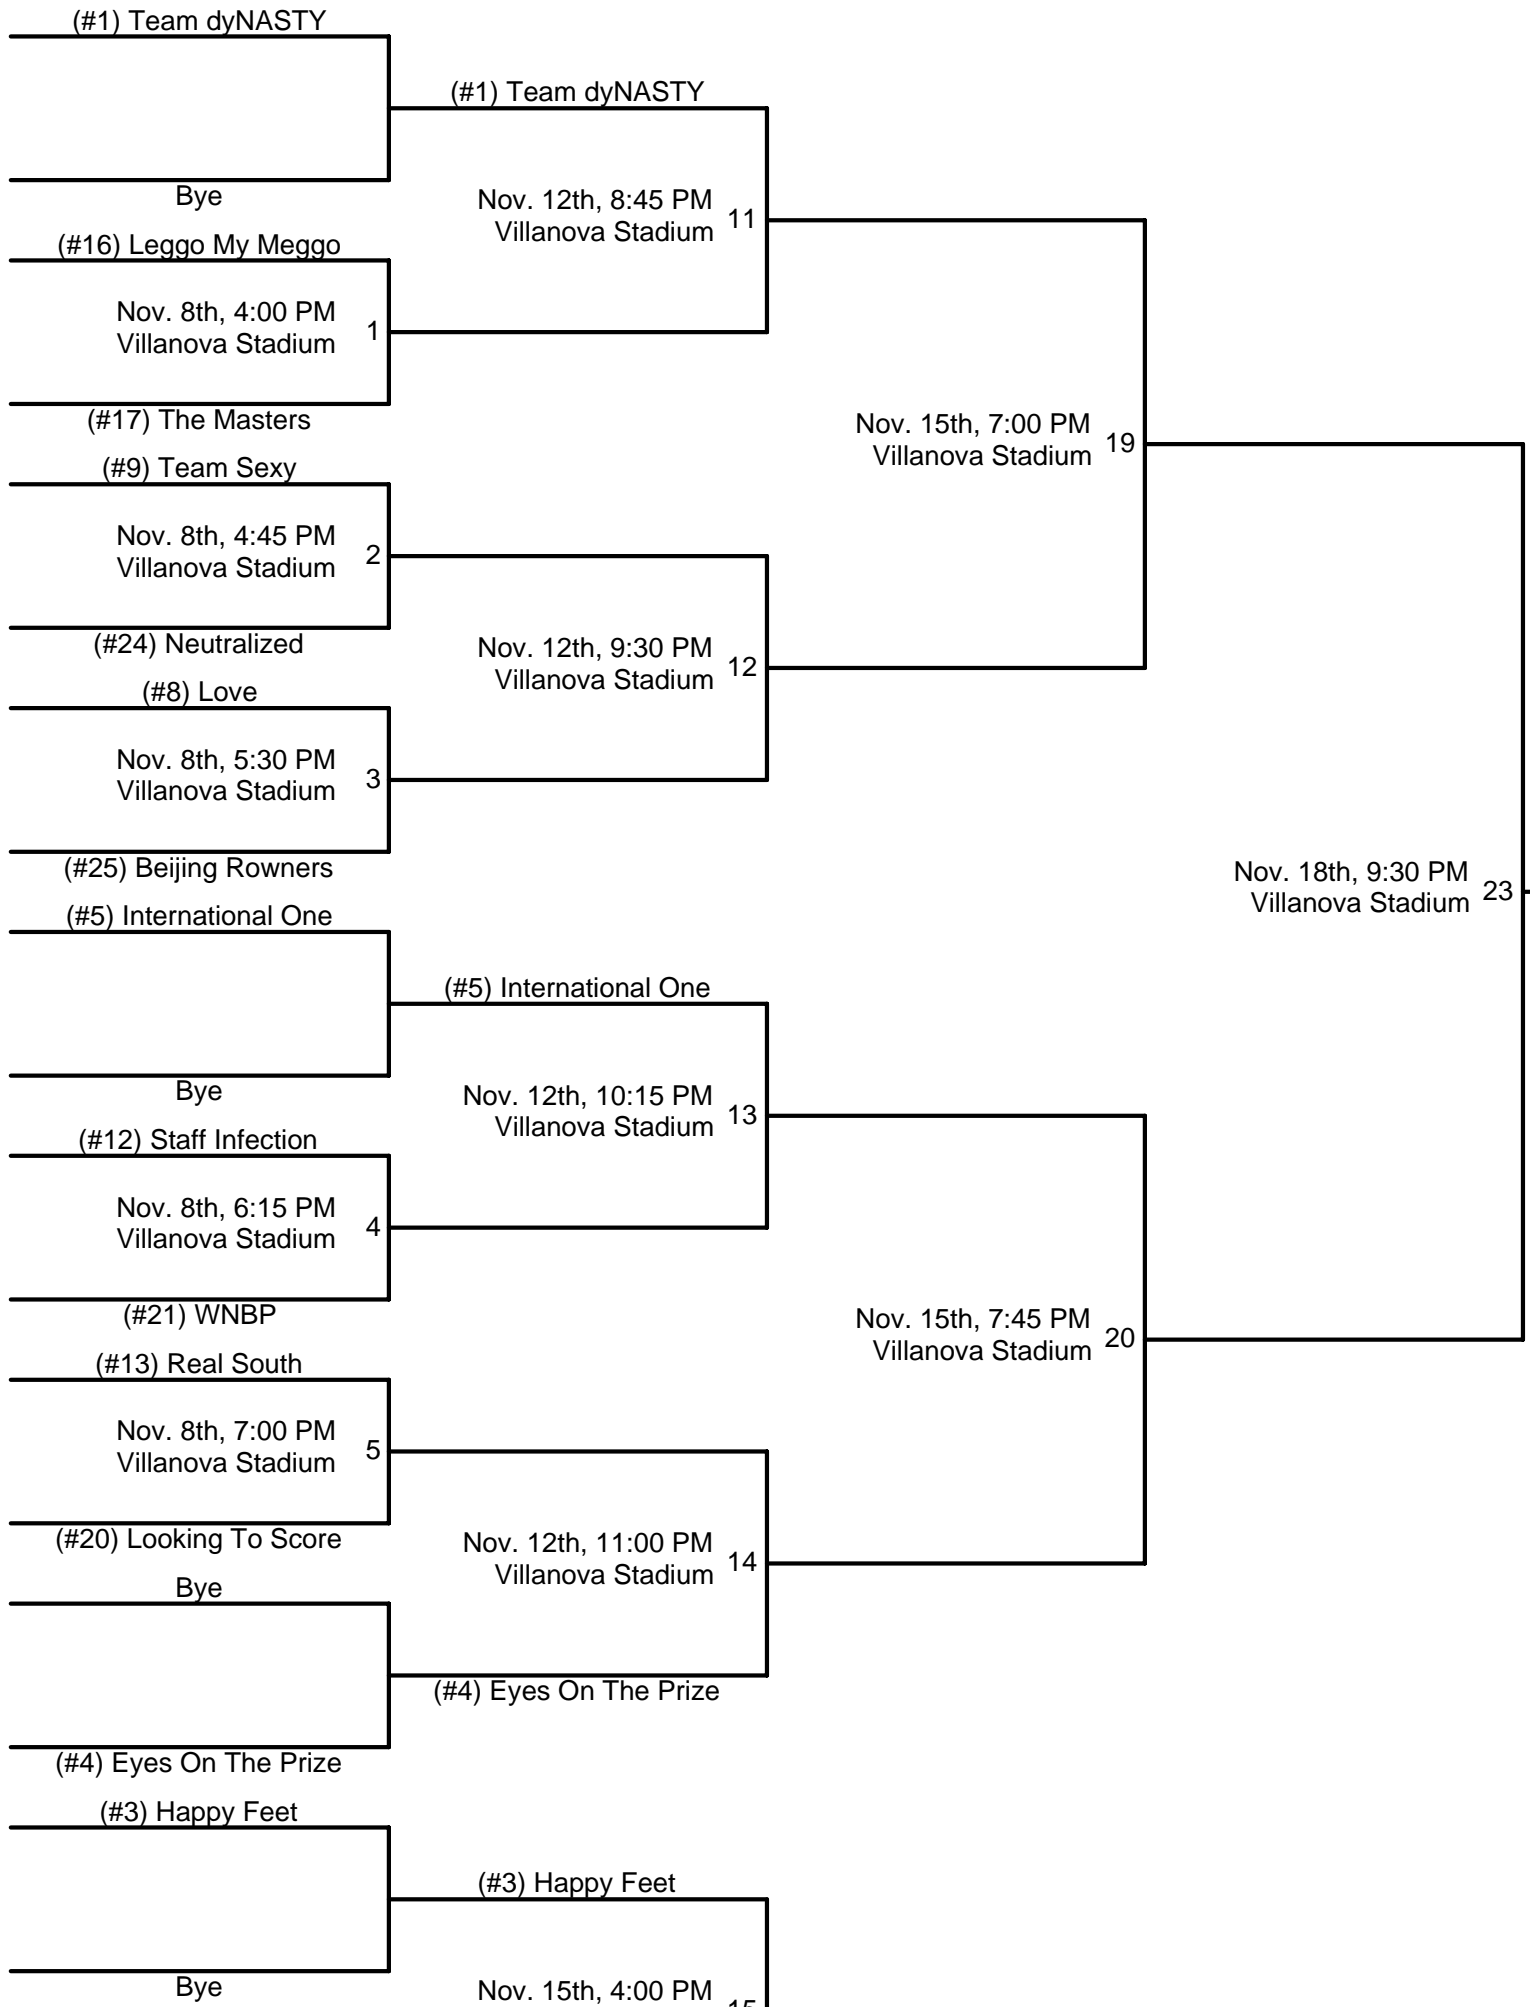 (#1) Team dyNASTY
(#1) Team dyNASTY
Bye
Nov. 12th, 8:45 PM
Villanova Stadium
11
(#16) Leggo My Meggo
Nov. 8th, 4:00 PM
Villanova Stadium
1
(#17) The Masters
Nov. 15th, 7:00 PM
Villanova Stadium
19
(#9) Team Sexy
Nov. 8th, 4:45 PM
Villanova Stadium
2
(#24) Neutralized
Nov. 12th, 9:30 PM
Villanova Stadium
12
(#8) Love
Nov. 8th, 5:30 PM
Villanova Stadium
3
(#25) Beijing Rowners
Nov. 18th, 9:30 PM
Villanova Stadium
23
(#5) International One
(#5) International One
Bye
Nov. 12th, 10:15 PM
Villanova Stadium
13
(#12) Staff Infection
Nov. 8th, 6:15 PM
Villanova Stadium
4
(#21) WNBP
Nov. 15th, 7:45 PM
Villanova Stadium
20
(#13) Real South
Nov. 8th, 7:00 PM
Villanova Stadium
5
(#20) Looking To Score
Nov. 12th, 11:00 PM
Villanova Stadium
14
Bye
(#4) Eyes On The Prize
(#4) Eyes On The Prize
(#3) Happy Feet
(#3) Happy Feet
Bye
Nov. 15th, 4:00 PM
15